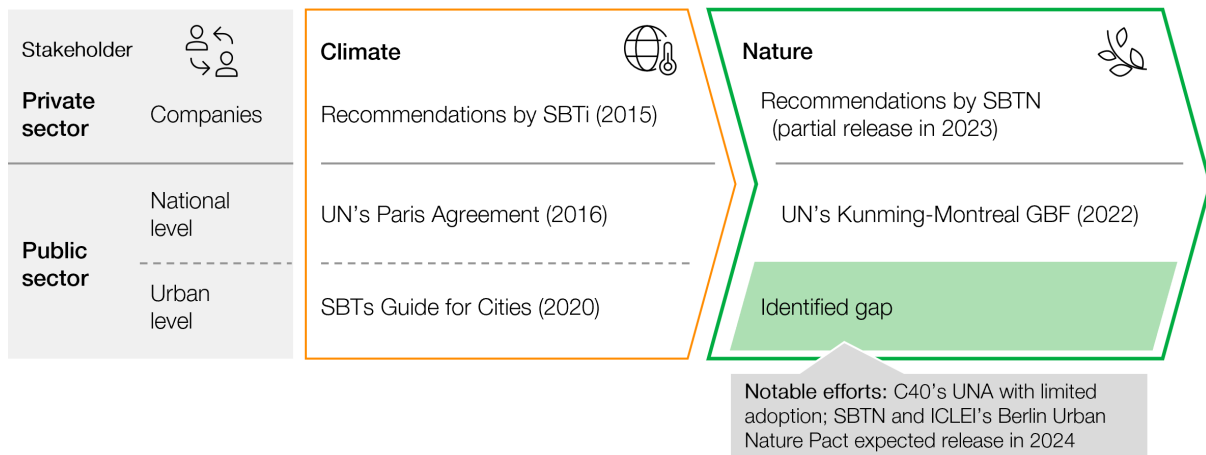 Stakeholder
Climate
Nature
Private
sector
Companies
Recommendations by SBTi (2015)
Recommendations by SBTN
(partial release in 2023)
Public
sector
National
level
UN's Paris Agreement (2016)
UN's Kunming-Montreal GBF (2022)
Urban
level
SBTs Guide for Cities (2020)
Identified gap
Notable efforts: C40's UNA with limited
adoption; SBTN and ICLEI's Berlin Urban
Nature Pact expected release in 2024